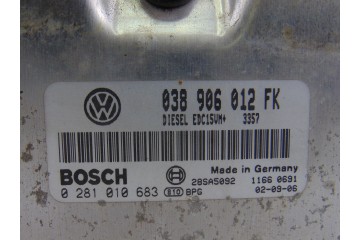 038 906 012 FK
DIESEL EDC15VM+ 3357
BOSCH
Made in Germany
28SA5092 1166 0691
0 281 010 683 E10 BPG 02-09-06